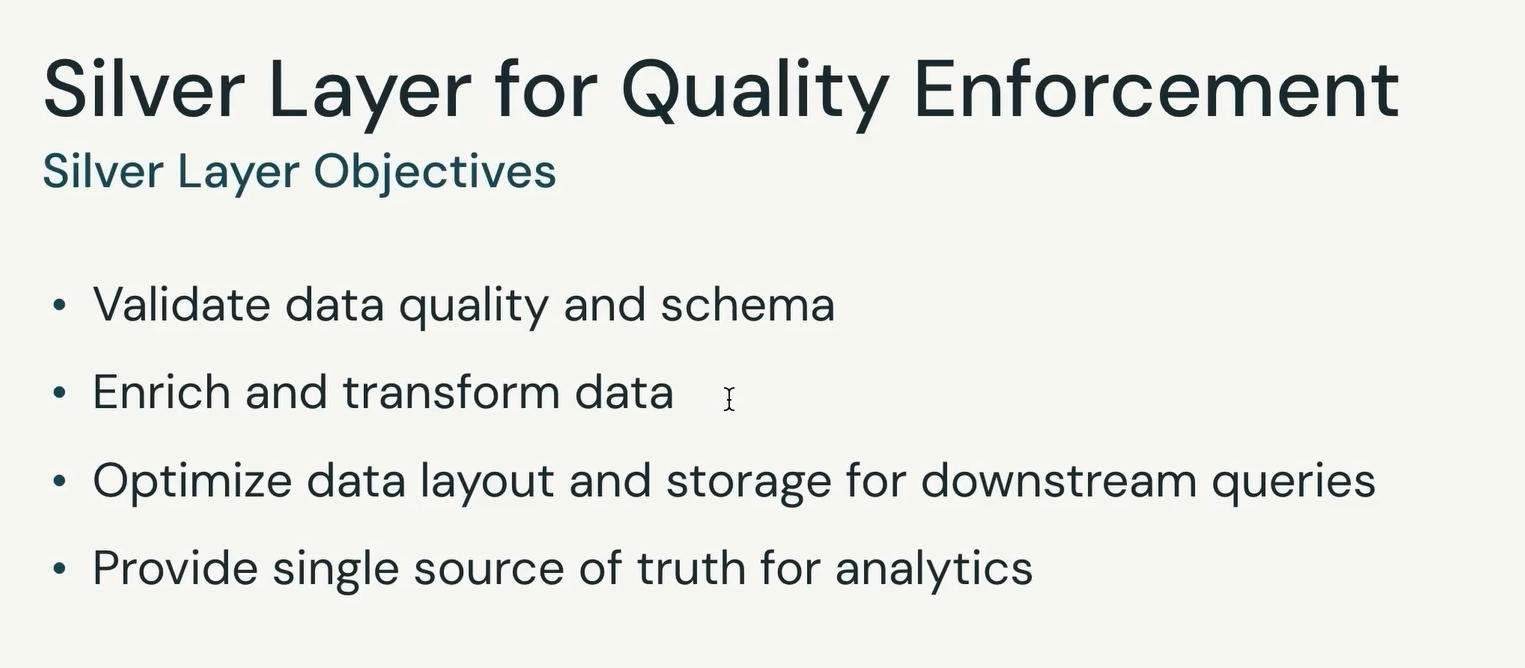 Silver Layer for Quality Enforcement
Silver Layer Objectives
• Validate data quality and schema
• Enrich and transform data
• Optimize data layout and storage for downstream queries
• Provide single source of truth for analytics